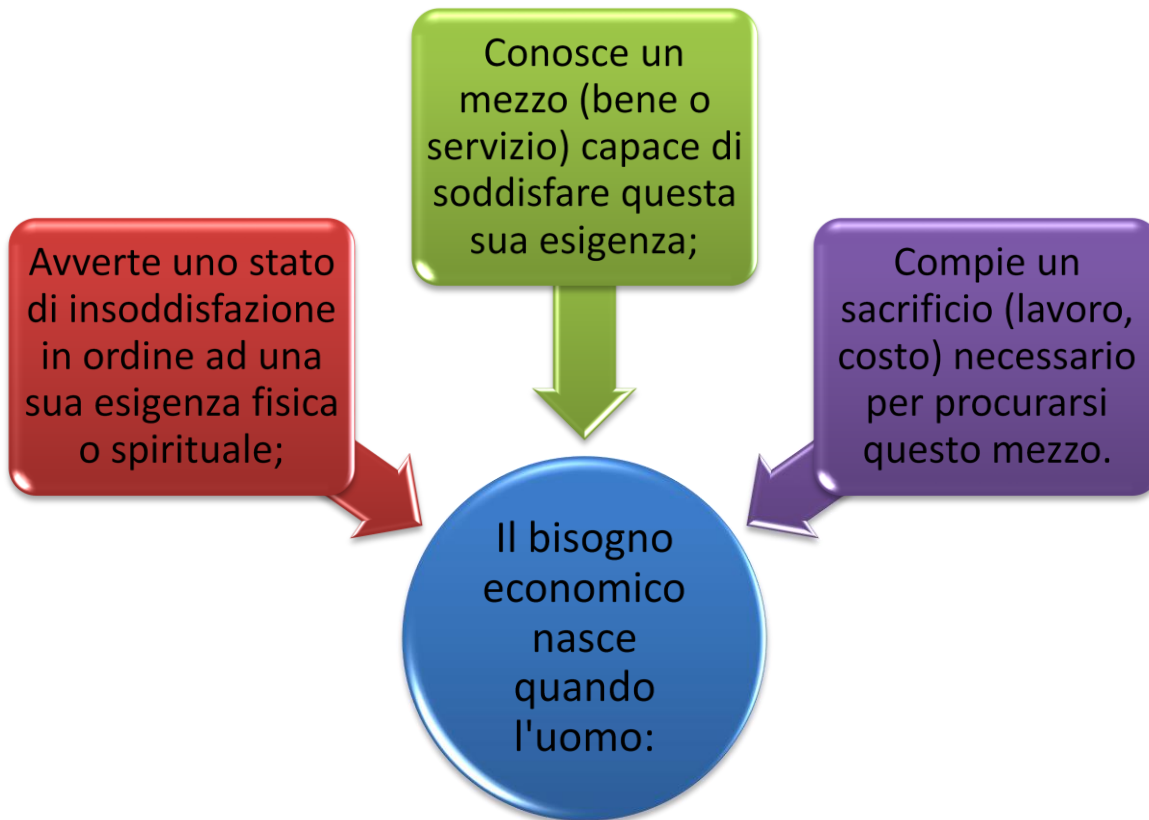 Conosce un
mezzo (bene o
servizio) capace di
soddisfare questa
sua esigenza;
Avverte uno stato
di insoddisfazione
in ordine ad una
sua esigenza fisica
o spirituale;
Compie un
sacrificio (lavoro,
costo) necessario
per procurarsi
questo mezzo.
Il bisogno
economico
nasce
quando
l'uomo: